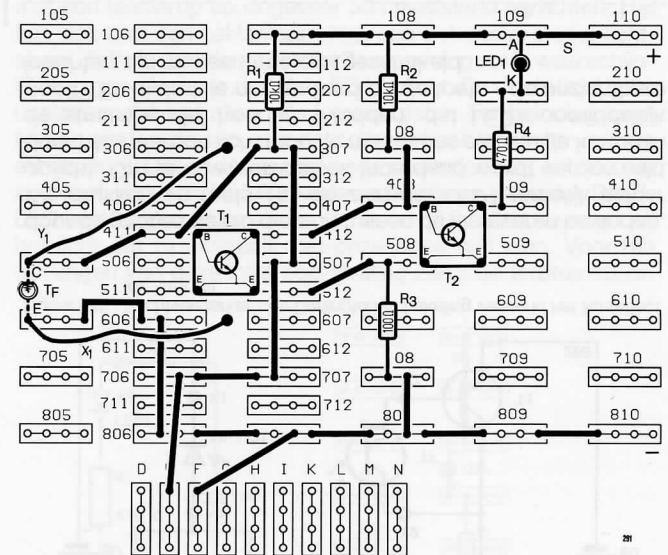 105 106 108 109 110
A S +
LED1
111 R1 112 R2 K
205 206 10kΩ 207 10kΩ 210
211 212 R4
305 306 307 08 470Ω 310
311 312
405 406 407 408 09 410
Y1 411 T1 412
B C B C
505 506 507 508 509 510
C E E E E
TF 511 512 T2
E R3
606 607 100Ω 609 610
X1 611 612
705 706 707 08 709 710
711 712
805 806 80 809 810
−
D F G H I K L M N
291